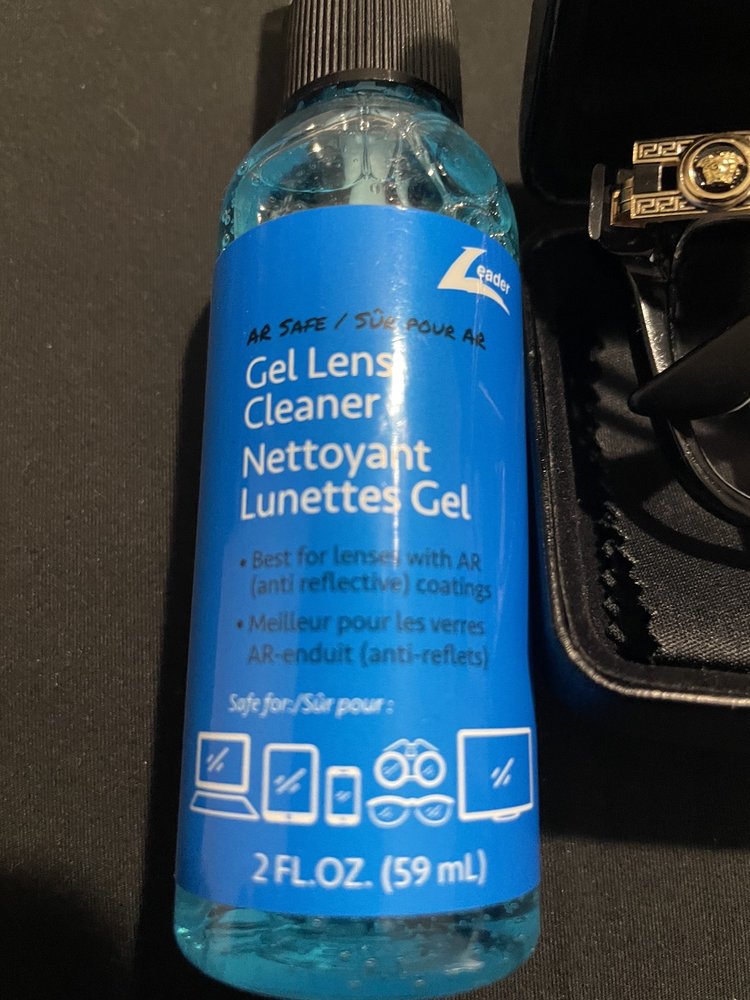 Leader
AR SAFE / SÛR POUR AR
Gel Lens
Cleaner
Nettoyant
Lunettes Gel
• Best for lenses with AR
(anti reflective) coatings
• Meilleur pour les verres
AR-enduit (anti-reflets)
Safe for:/Sûr pour :
2 FL.OZ. (59 mL)